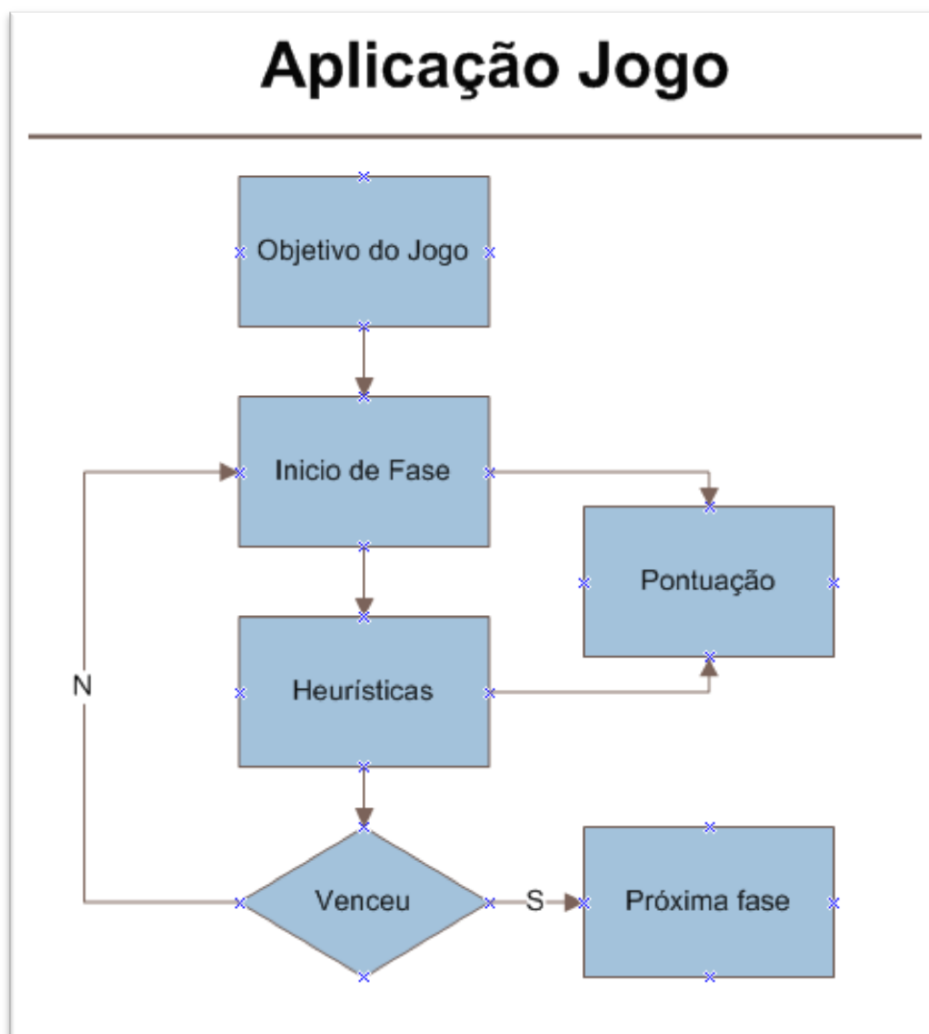 Aplicação Jogo
Objetivo do Jogo
Inicio de Fase
Pontuação
N
Heurísticas
Venceu
S
Próxima fase